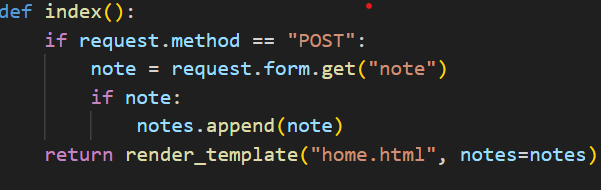 def index():
    if request.method == "POST":
        note = request.form.get("note")
        if note:
            notes.append(note)
    return render_template("home.html", notes=notes)